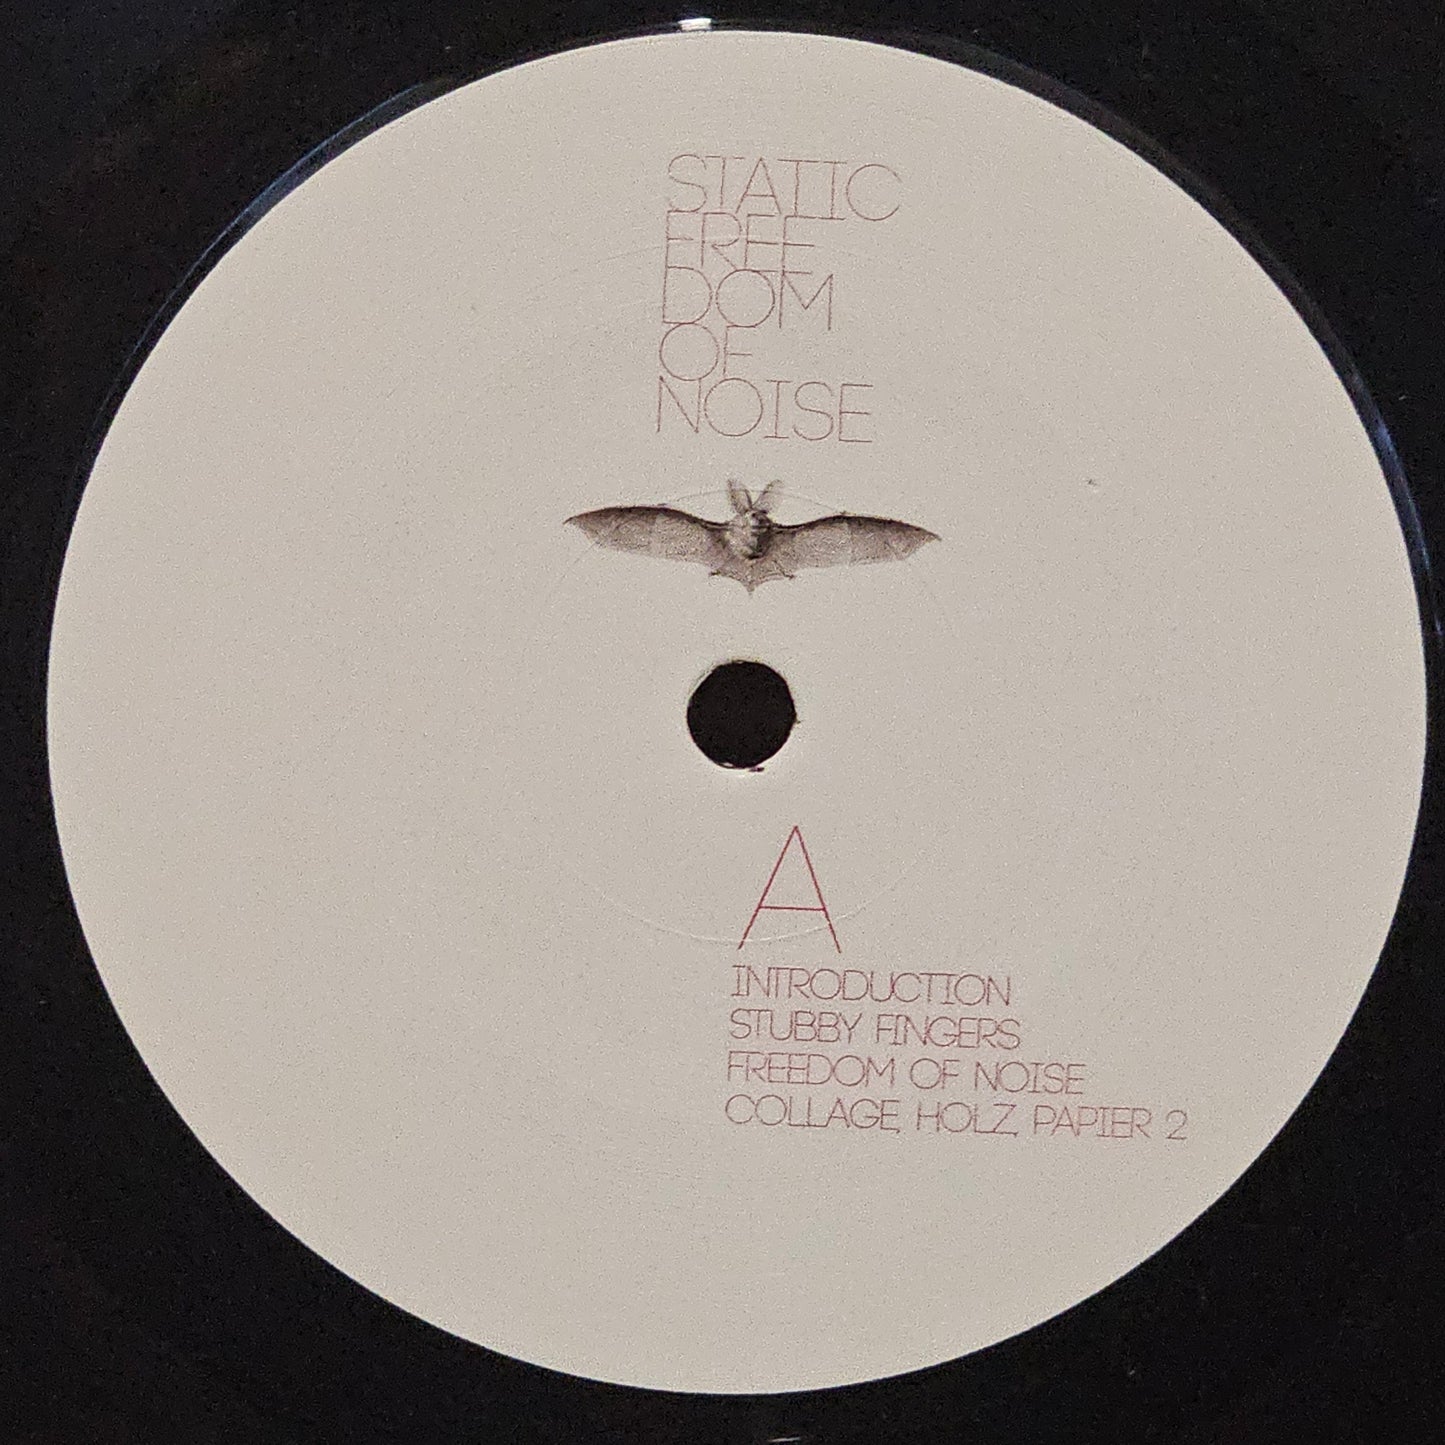 STATIC
FREE
DOM
OF
NOISE
A
INTRODUCTION
STUBBY FINGERS
FREEDOM OF NOISE
COLLAGE, HOLZ, PAPIER 2